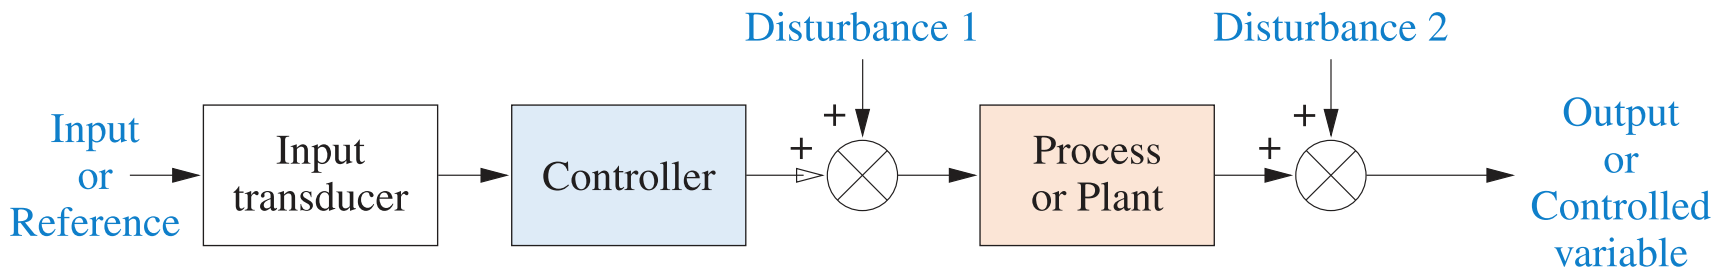 Disturbance 1
Disturbance 2
Input
or
Reference
Input
transducer
Controller
+
+
Process
or Plant
+
+
Output
or
Controlled
variable